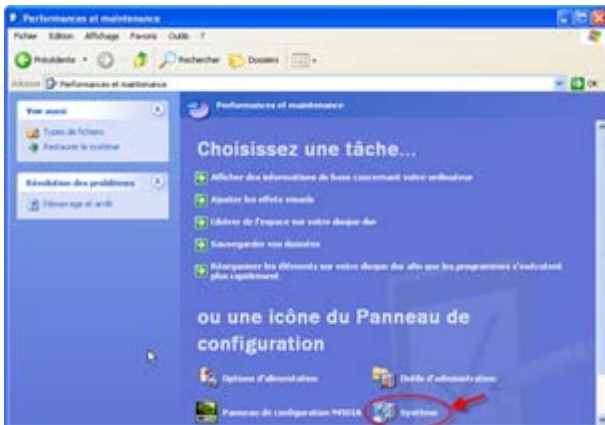 Performances et maintenance
Fichier Edition Affichage Favoris Outils ?
Précédente Rechercher Dossiers
Adresse Performances et maintenance OK
Voir aussi
Types de fichiers
Restaurer le système
Résolution des problèmes
Démarrage et arrêt
Performances et maintenance
Choisissez une tâche...
Afficher des informations de base concernant votre ordinateur
Ajuster les effets visuels
Libérer de l'espace sur votre disque dur
Sauvegarder vos données
Réorganiser les éléments sur votre disque dur afin que les programmes s'exécutent
plus rapidement
ou une icône du Panneau de
configuration
Options d'alimentation Outils d'administration
Panneau de configuration NVIDIA Système